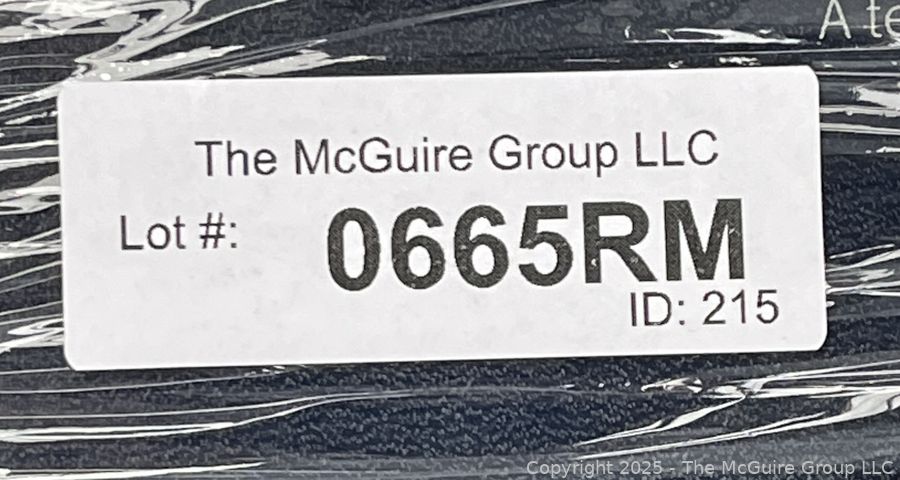 The McGuire Group LLC
Lot #: 0665RM
ID: 215
Copyright 2025 - The McGuire Group LLC